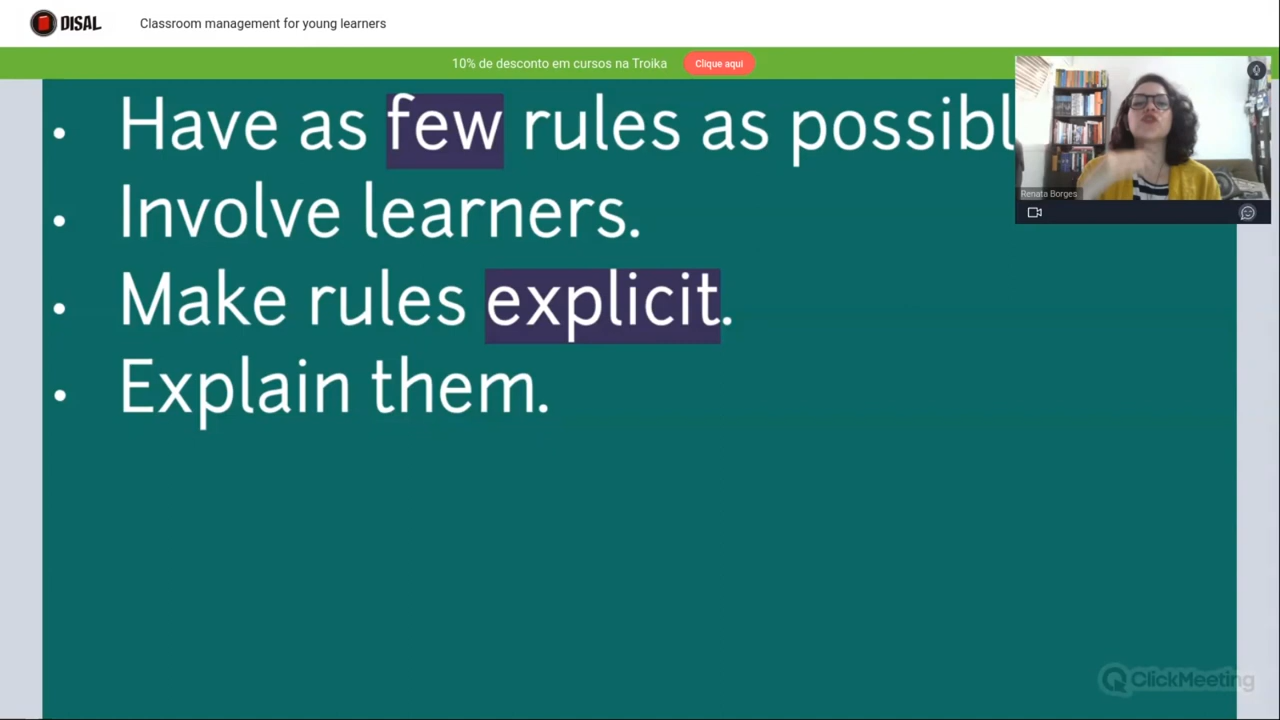 DISAL
Classroom management for young learners
10% de desconto em cursos na Troika
Clique aqui
Have as few rules as possibl
Involve learners.
Make rules explicit.
Explain them.
Renata Borges
ClickMeeting